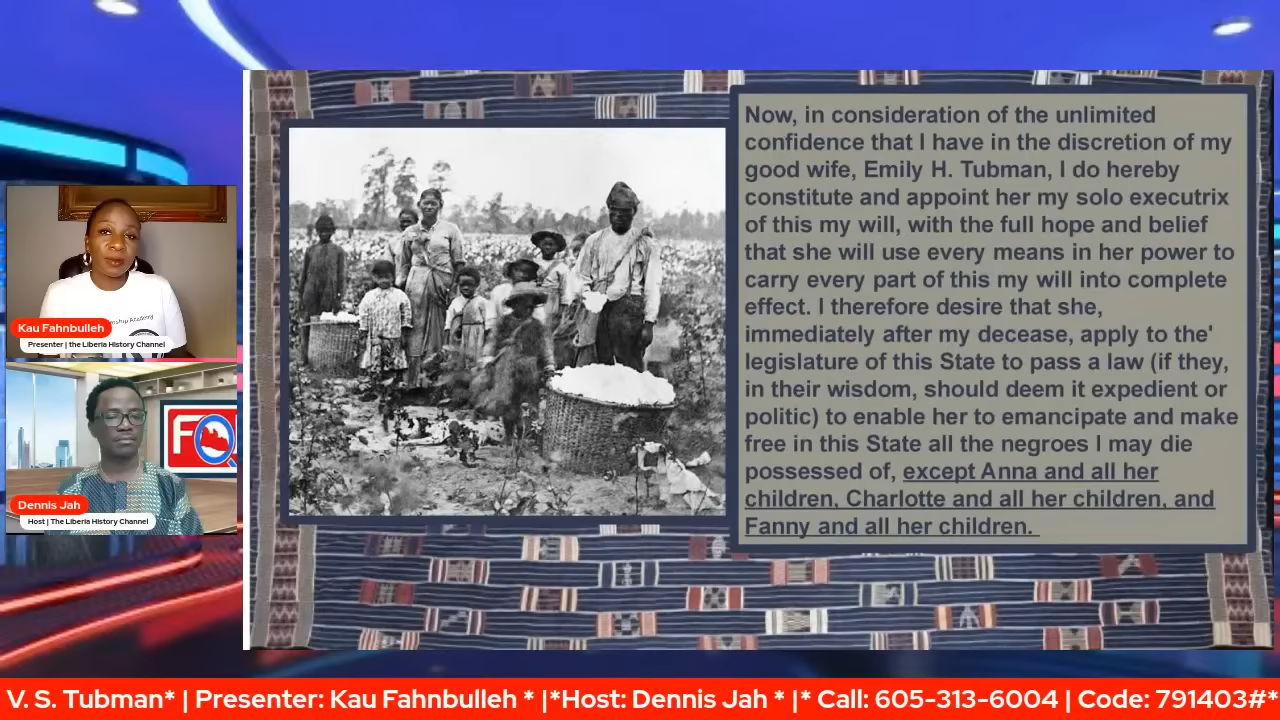 Now, in consideration of the unlimited
confidence that I have in the discretion of my
good wife, Emily H. Tubman, I do hereby
constitute and appoint her my solo executrix
of this my will, with the full hope and belief
that she will use every means in her power to
carry every part of this my will into complete
effect. I therefore desire that she,
immediately after my decease, apply to the'
legislature of this State to pass a law (if they,
in their wisdom, should deem it expedient or
politic) to enable her to emancipate and make
free in this State all the negroes I may die
possessed of, except Anna and all her
children, Charlotte and all her children, and
Fanny and all her children.
Kau Fahnbulleh
Presenter | the Liberia History Channel
FO
Dennis Jah
Host | The Liberia History Channel
V. S. Tubman* | Presenter: Kau Fahnbulleh * |*Host: Dennis Jah * |* Call: 605-313-6004 | Code: 791403#*